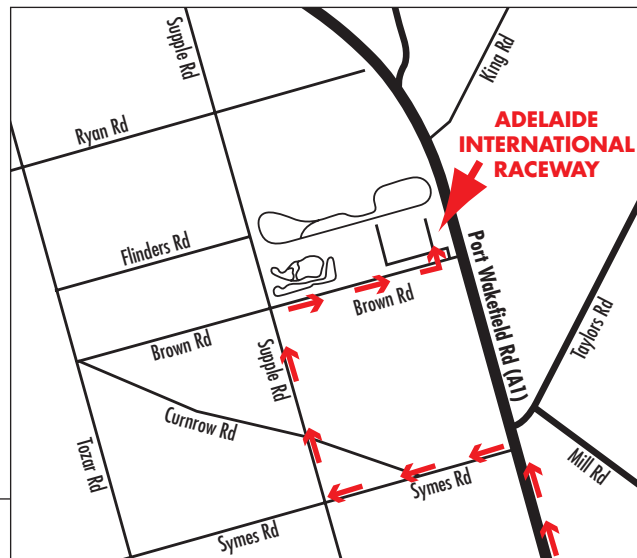 Supple Rd
King Rd
Ryan Rd
ADELAIDE
INTERNATIONAL
RACEWAY
Flinders Rd
Port Wakefield Rd (A1)
Brown Rd
Taylors Rd
Brown Rd
Supple Rd
Curnrow Rd
Tozar Rd
Mill Rd
Symes Rd
Symes Rd